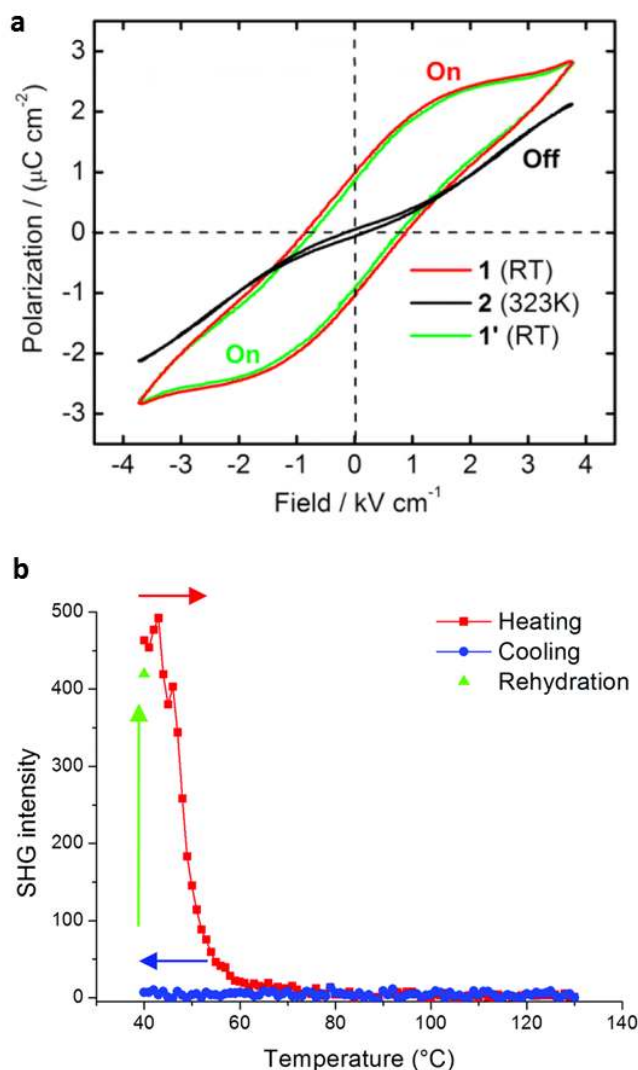 a
Polarization / (μC cm⁻²)
3
2
1
0
-1
-2
-3
On
Off
On
1 (RT)
2 (323K)
1' (RT)
-4 -3 -2 -1 0 1 2 3 4
Field / kV cm⁻¹
b
SHG intensity
500
400
300
200
100
0
Heating
Cooling
Rehydration
40 60 80 100 120 140
Temperature (°C)